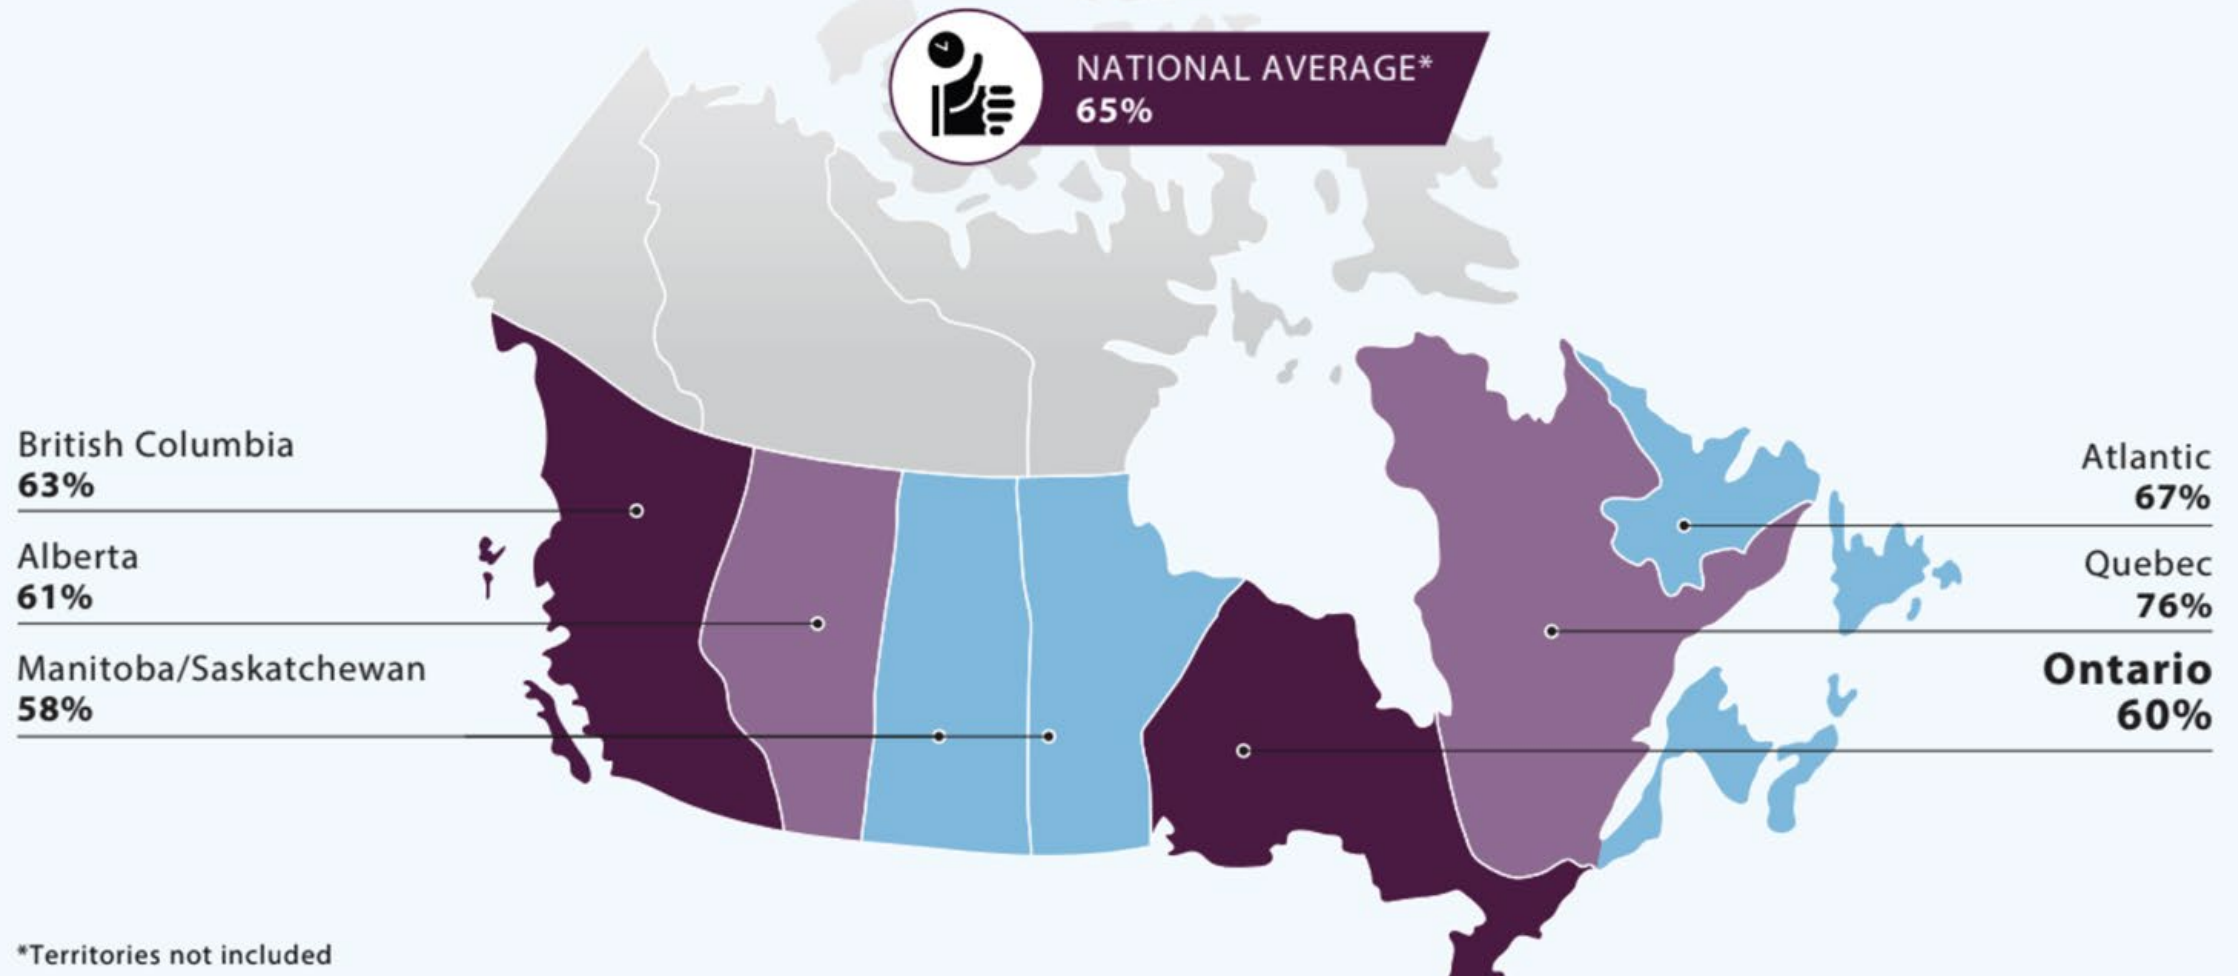 NATIONAL AVERAGE*
65%
British Columbia
63%
Alberta
61%
Manitoba/Saskatchewan
58%
Atlantic
67%
Quebec
76%
Ontario
60%
*Territories not included